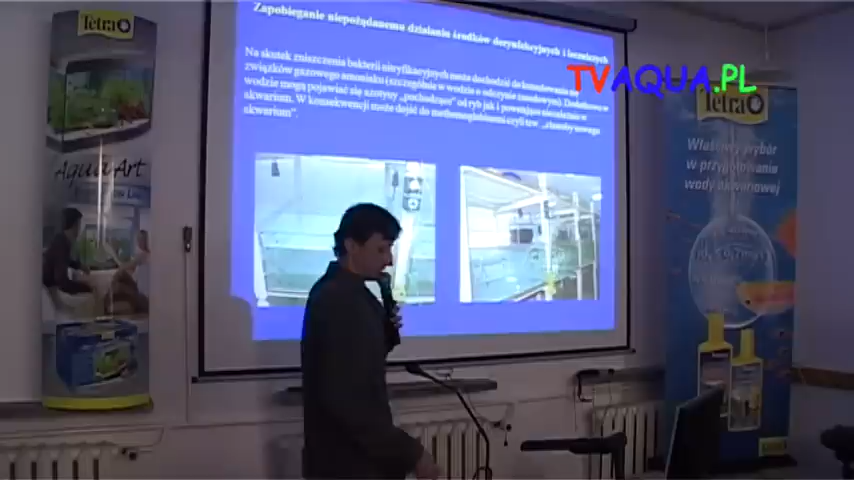 Zapobieganie niepożądanemu działaniu środków dezynfekcyjnych i leczniczych
Na skutek zniszczenia bakterii nitryfikacyjnych może dochodzić do kumulowania się
związków gazowego amoniaku (szczególnie w wodzie o odczynie zasadowym). Dodatkowo w
wodzie mogą pojawiać się azotyny „pochodzące” od ryb jak i powstające niezależnie w
akwarium. W konsekwencji może dojść do methemoglobinemii czyli tzw. „choroby nowego
akwarium”.
TVAQUA.PL
Tetra
AquaArt
Tetra
Właściwy wybór
w przygotowaniu
wody akwariowej
Tetra